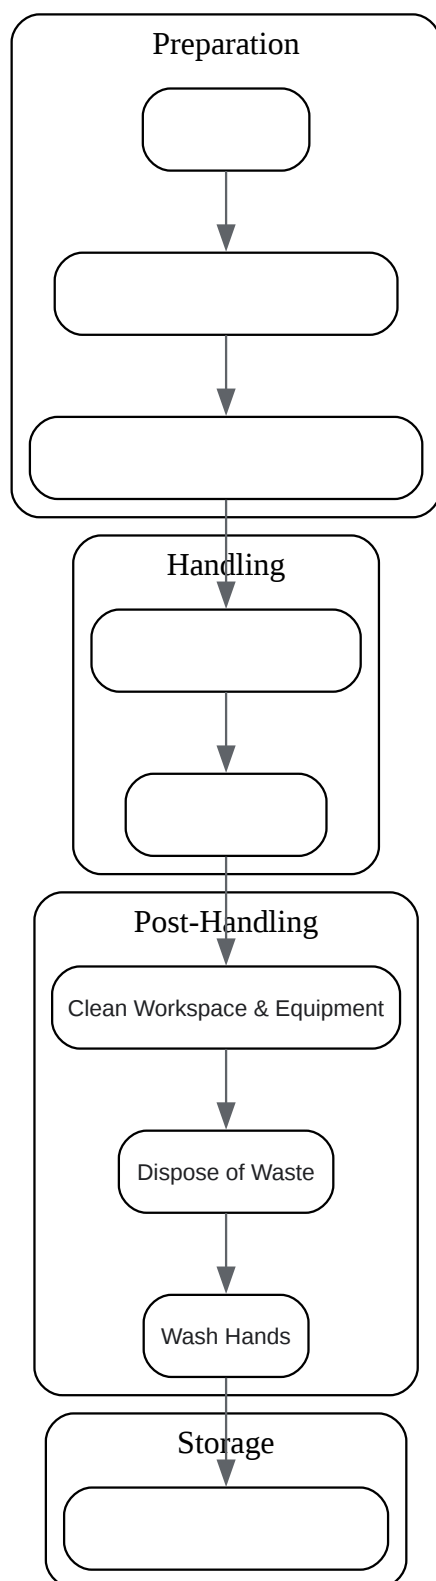 Preparation
Handling
Post-Handling
Clean Workspace & Equipment
Dispose of Waste
Wash Hands
Storage